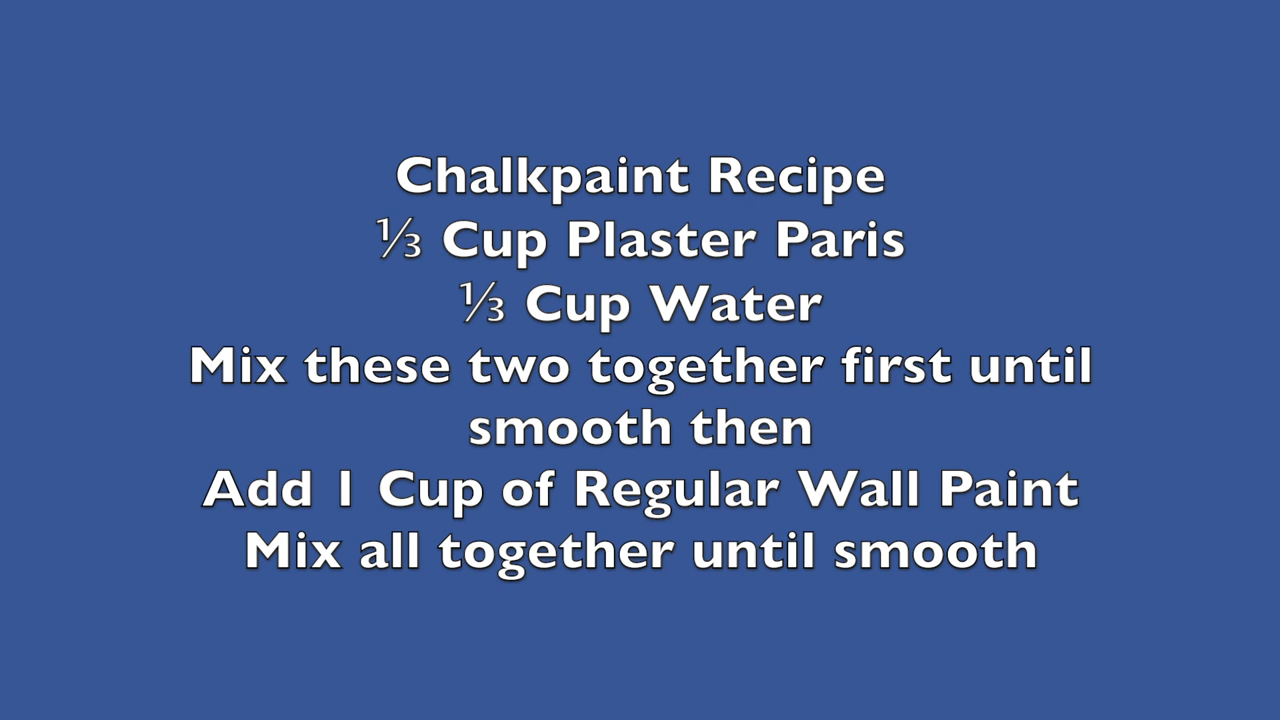 Chalkpaint Recipe
⅓ Cup Plaster Paris
⅓ Cup Water
Mix these two together first until
smooth then
Add 1 Cup of Regular Wall Paint
Mix all together until smooth